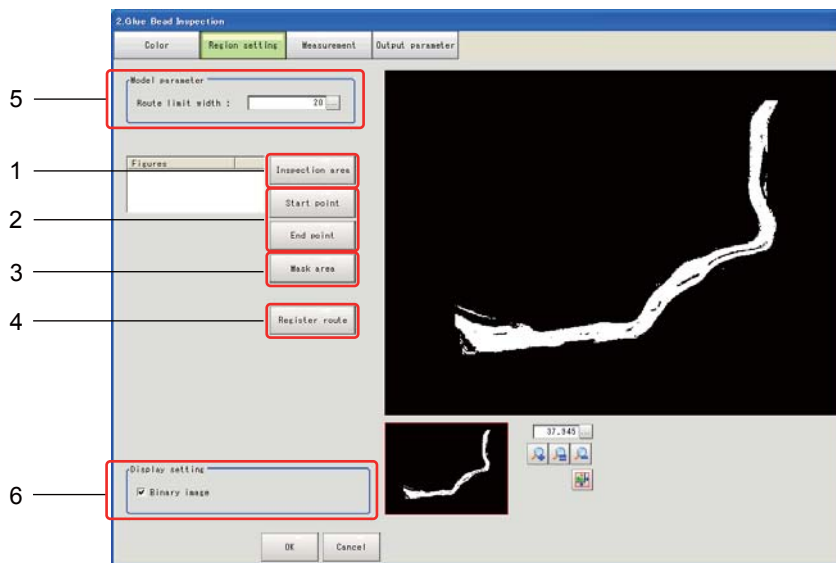 2.Glue Bead Inspection
Color Region setting Measurement Output parameter
Model parameter
5
Route limit width : 20 ...
Figures
1 Inspection area
2 Start point
End point
3 Mask area
4 Register route
37.945 ...
Display setting
6 Binary image
OK Cancel